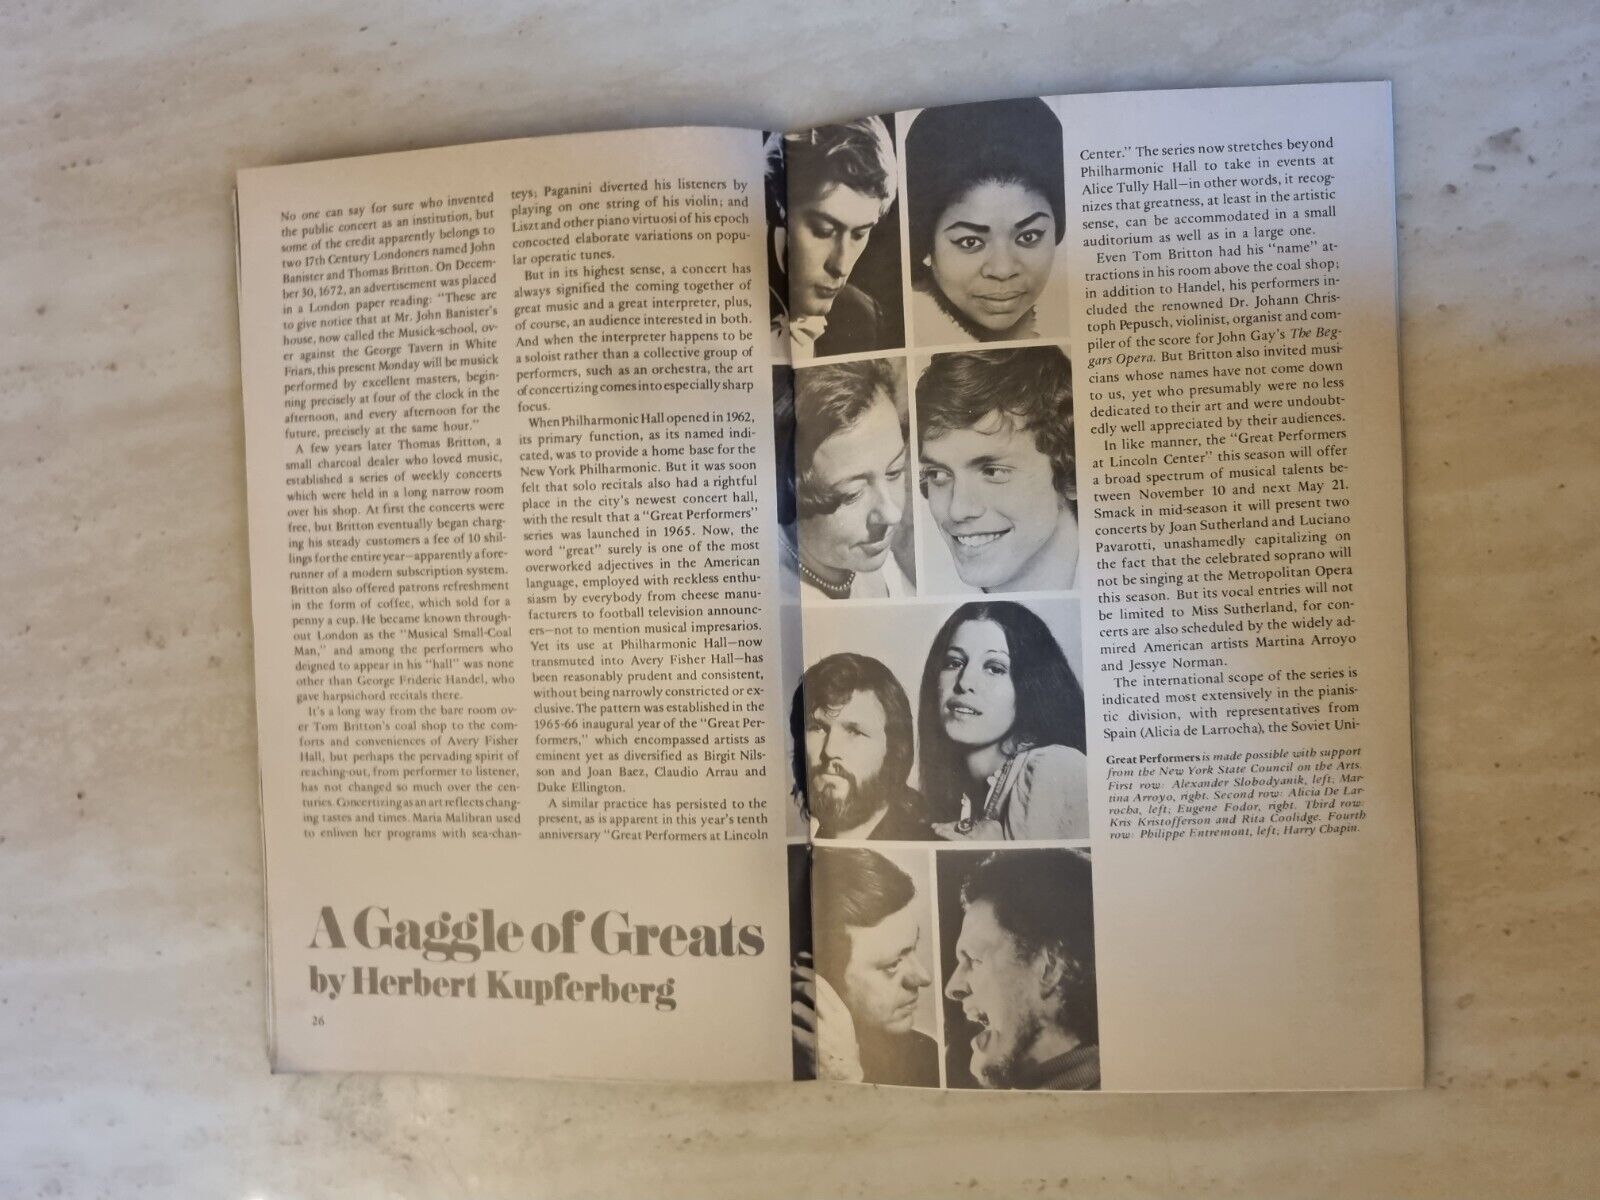 No one can say for sure who invented
the public concert as an institution, but
some of the credit apparently belongs to
two 17th Century Londoners named John
Banister and Thomas Britton. On Decem-
ber 30, 1672, an advertisement was placed
in a London paper reading: "These are
to give notice that at Mr. John Banister's
house, now called the Musick-school, ov-
er against the George Tavern in White
Friars, this present Monday will be musick
performed by excellent masters, begin-
ning precisely at four of the clock in the
afternoon, and every afternoon for the
future, precisely at the same hour."
A few years later Thomas Britton, a
small charcoal dealer who loved music,
established a series of weekly concerts
which were held in a long narrow room
over his shop. At first the concerts were
free, but Britton eventually began charg-
ing his steady customers a fee of 10 shil-
lings for the entire year—apparently a fore-
runner of a modern subscription system.
Britton also offered patrons refreshment
in the form of coffee, which sold for a
penny a cup. He became known through-
out London as the "Musical Small-Coal
Man," and among the performers who
deigned to appear in his "hall" was none
other than George Frideric Handel, who
gave harpsichord recitals there.
It's a long way from the bare room ov-
er Tom Britton's coal shop to the com-
forts and conveniences of Avery Fisher
Hall, but perhaps the pervading spirit of
reaching-out, from performer to listener,
has not changed so much over the cen-
turies. Concertizing as an art reflects chang-
ing tastes and times. Maria Malibran used
to enliven her programs with sea-chan-
teys; Paganini diverted his listeners by
playing on one string of his violin; and
Liszt and other piano virtuosi of his epoch
concocted elaborate variations on popu-
lar operatic tunes.
But in its highest sense, a concert has
always signified the coming together of
great music and a great interpreter, plus,
of course, an audience interested in both.
And when the interpreter happens to be
a soloist rather than a collective group of
performers, such as an orchestra, the art
of concertizing comes into especially sharp
focus.
When Philharmonic Hall opened in 1962,
its primary function, as its named indi-
cated, was to provide a home base for the
New York Philharmonic. But it was soon
felt that solo recitals also had a rightful
place in the city's newest concert hall,
with the result that a "Great Performers"
series was launched in 1965. Now, the
word "great" surely is one of the most
overworked adjectives in the American
language, employed with reckless enthu-
siasm by everybody from cheese manu-
facturers to football television announc-
ers—not to mention musical impresarios.
Yet its use at Philharmonic Hall—now
transmuted into Avery Fisher Hall—has
been reasonably prudent and consistent,
without being narrowly constricted or ex-
clusive. The pattern was established in the
1965-66 inaugural year of the "Great Per-
formers," which encompassed artists as
eminent yet as diversified as Birgit Nils-
son and Joan Baez, Claudio Arrau and
Duke Ellington.
A similar practice has persisted to the
present, as is apparent in this year's tenth
anniversary "Great Performers at Lincoln
A Gaggle of Greats
by Herbert Kupferberg
26
Center." The series now stretches beyond
Philharmonic Hall to take in events at
Alice Tully Hall—in other words, it recog-
nizes that greatness, at least in the artistic
sense, can be accommodated in a small
auditorium as well as in a large one.
Even Tom Britton had his "name" at-
tractions in his room above the coal shop;
in addition to Handel, his performers in-
cluded the renowned Dr. Johann Chris-
toph Pepusch, violinist, organist and com-
piler of the score for John Gay's The Beg-
gars Opera. But Britton also invited musi-
cians whose names have not come down
to us, yet who presumably were no less
dedicated to their art and were undoubt-
edly well appreciated by their audiences.
In like manner, the "Great Performers
at Lincoln Center" this season will offer
a broad spectrum of musical talents be-
tween November 10 and next May 21.
Smack in mid-season it will present two
concerts by Joan Sutherland and Luciano
Pavarotti, unashamedly capitalizing on
the fact that the celebrated soprano will
not be singing at the Metropolitan Opera
this season. But its vocal entries will not
be limited to Miss Sutherland, for con-
certs are also scheduled by the widely ad-
mired American artists Martina Arroyo
and Jessye Norman.
The international scope of the series is
indicated most extensively in the pianis-
tic division, with representatives from
Spain (Alicia de Larrocha), the Soviet Uni-
Great Performers is made possible with support
from the New York State Council on the Arts.
First row: Alexander Slobodyanik, left; Mar-
tina Arroyo, right. Second row: Alicia De Lar-
rocha, left; Eugene Fodor, right. Third row:
Kris Kristofferson and Rita Coolidge. Fourth
row: Philippe Entremont, left; Harry Chapin.